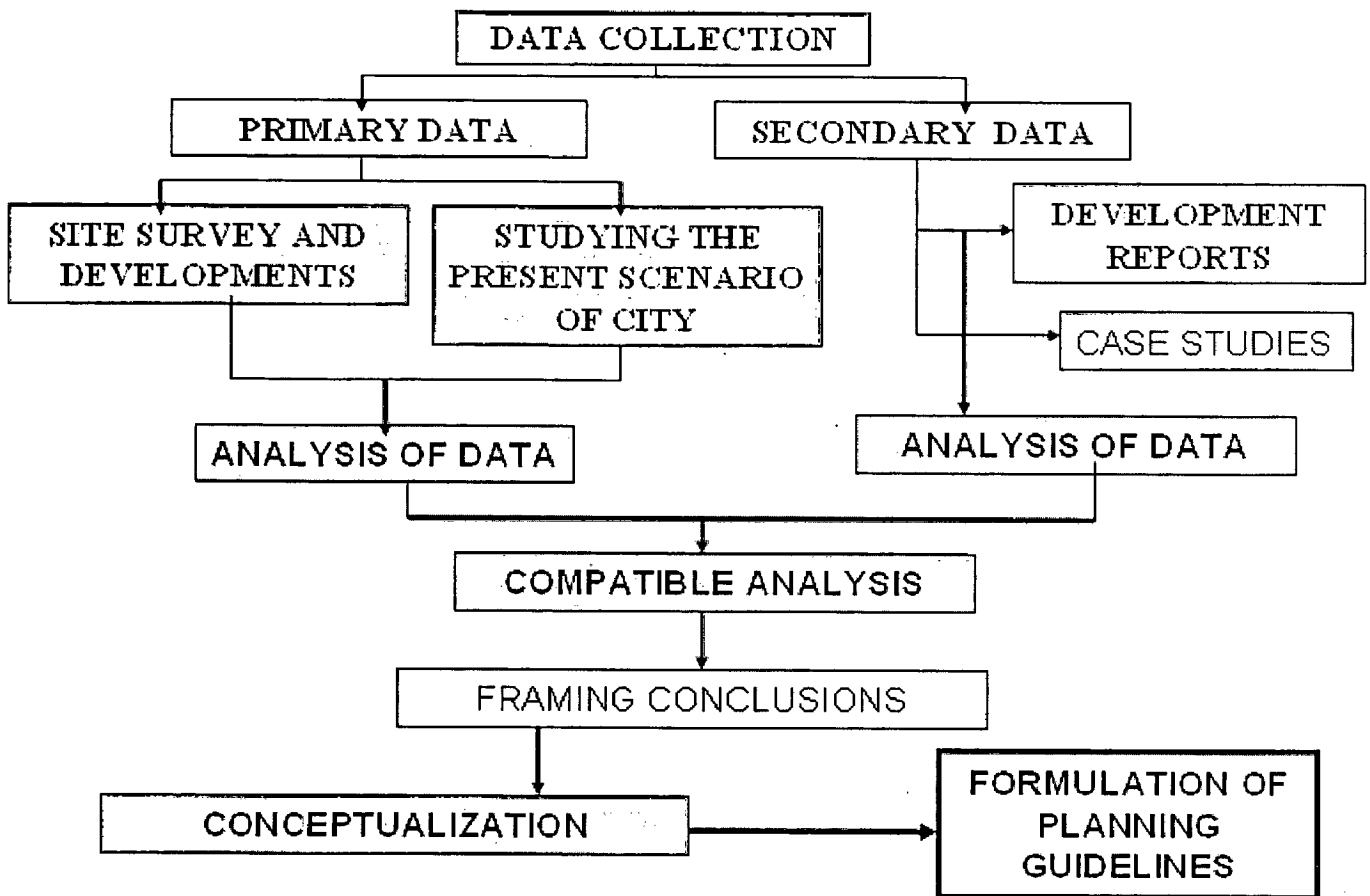 DATA COLLECTION
PRIMARY DATA
SECONDARY DATA
SITE SURVEY AND
DEVELOPMENTS
STUDYING THE
PRESENT SCENARIO
OF CITY
DEVELOPMENT
REPORTS
CASE STUDIES
ANALYSIS OF DATA
ANALYSIS OF DATA
COMPATIBLE ANALYSIS
FRAMING CONCLUSIONS
CONCEPTUALIZATION
FORMULATION OF
PLANNING
GUIDELINES